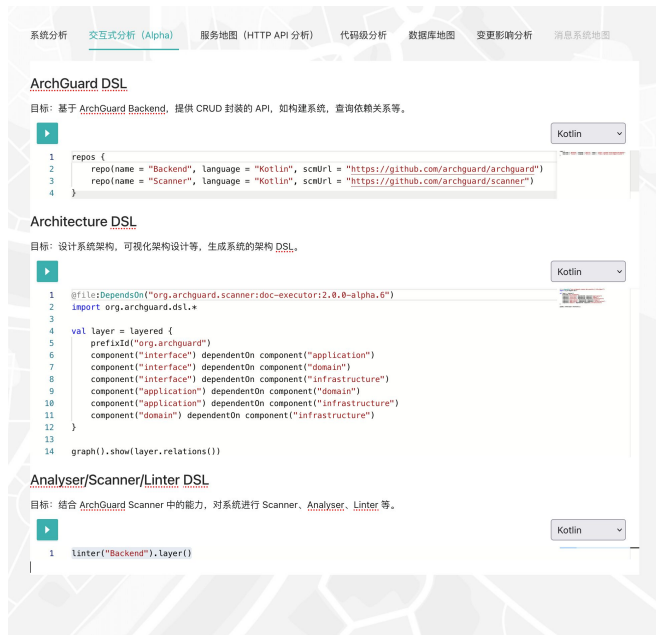 系统分析 交互式分析（Alpha） 服务地图（HTTP API 分析） 代码级分析 数据库地图 变更影响分析 消息系统地图
ArchGuard DSL
目标：基于 ArchGuard Backend，提供 CRUD 封装的 API，如构建系统，查询依赖关系等。
Kotlin
1 repos {
2 repo(name = "Backend", language = "Kotlin", scmUrl = "https://github.com/archguard/archguard")
3 repo(name = "Scanner", language = "Kotlin", scmUrl = "https://github.com/archguard/scanner")
4 }
Architecture DSL
目标：设计系统架构，可视化架构设计等，生成系统的架构 DSL。
Kotlin
1 @file:DependsOn("org.archguard.scanner:doc-executor:2.0.0-alpha.6")
2 import org.archguard.dsl.*
3
4 val layer = layered {
5 prefixId("org.archguard")
6 component("interface") dependentOn component("application")
7 component("interface") dependentOn component("domain")
8 component("interface") dependentOn component("infrastructure")
9 component("application") dependentOn component("domain")
10 component("application") dependentOn component("infrastructure")
11 component("domain") dependentOn component("infrastructure")
12 }
13
14 graph().show(layer.relations())
Analyser/Scanner/Linter DSL
目标：结合 ArchGuard Scanner 中的能力，对系统进行 Scanner、Analyser、Linter 等。
Kotlin
1 linter("Backend").layer()